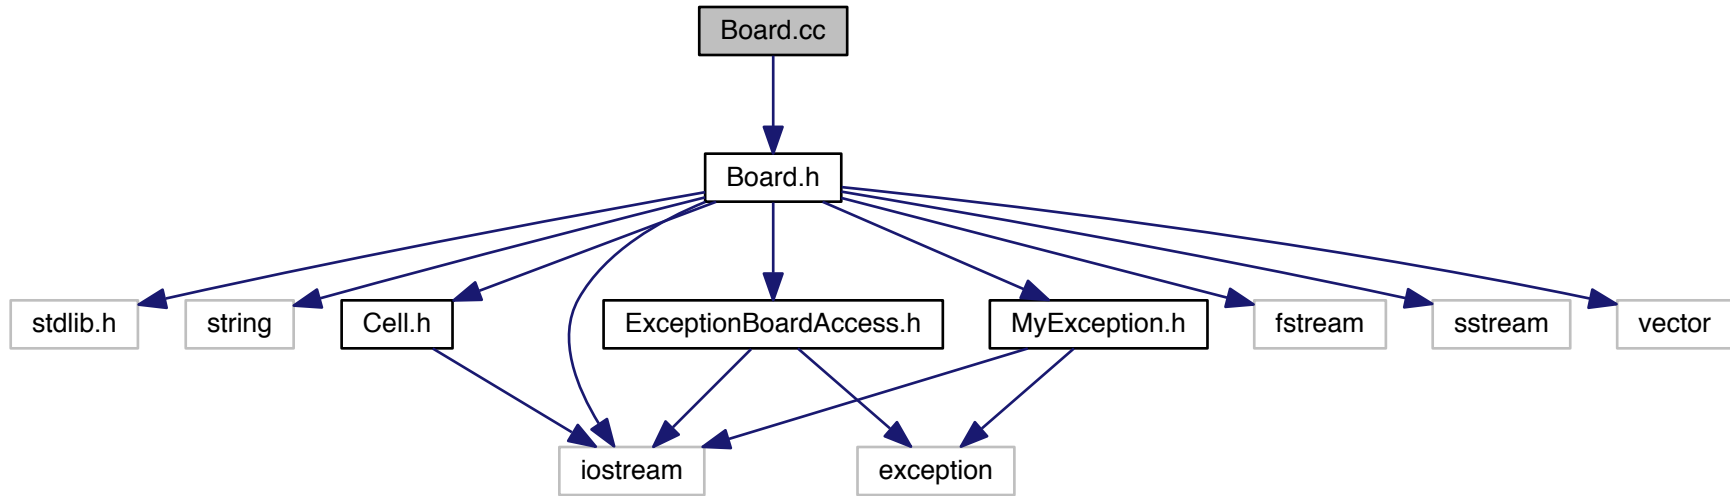 Board.cc
Board.h
stdlib.h
string
Cell.h
ExceptionBoardAccess.h
MyException.h
fstream
sstream
vector
iostream
exception